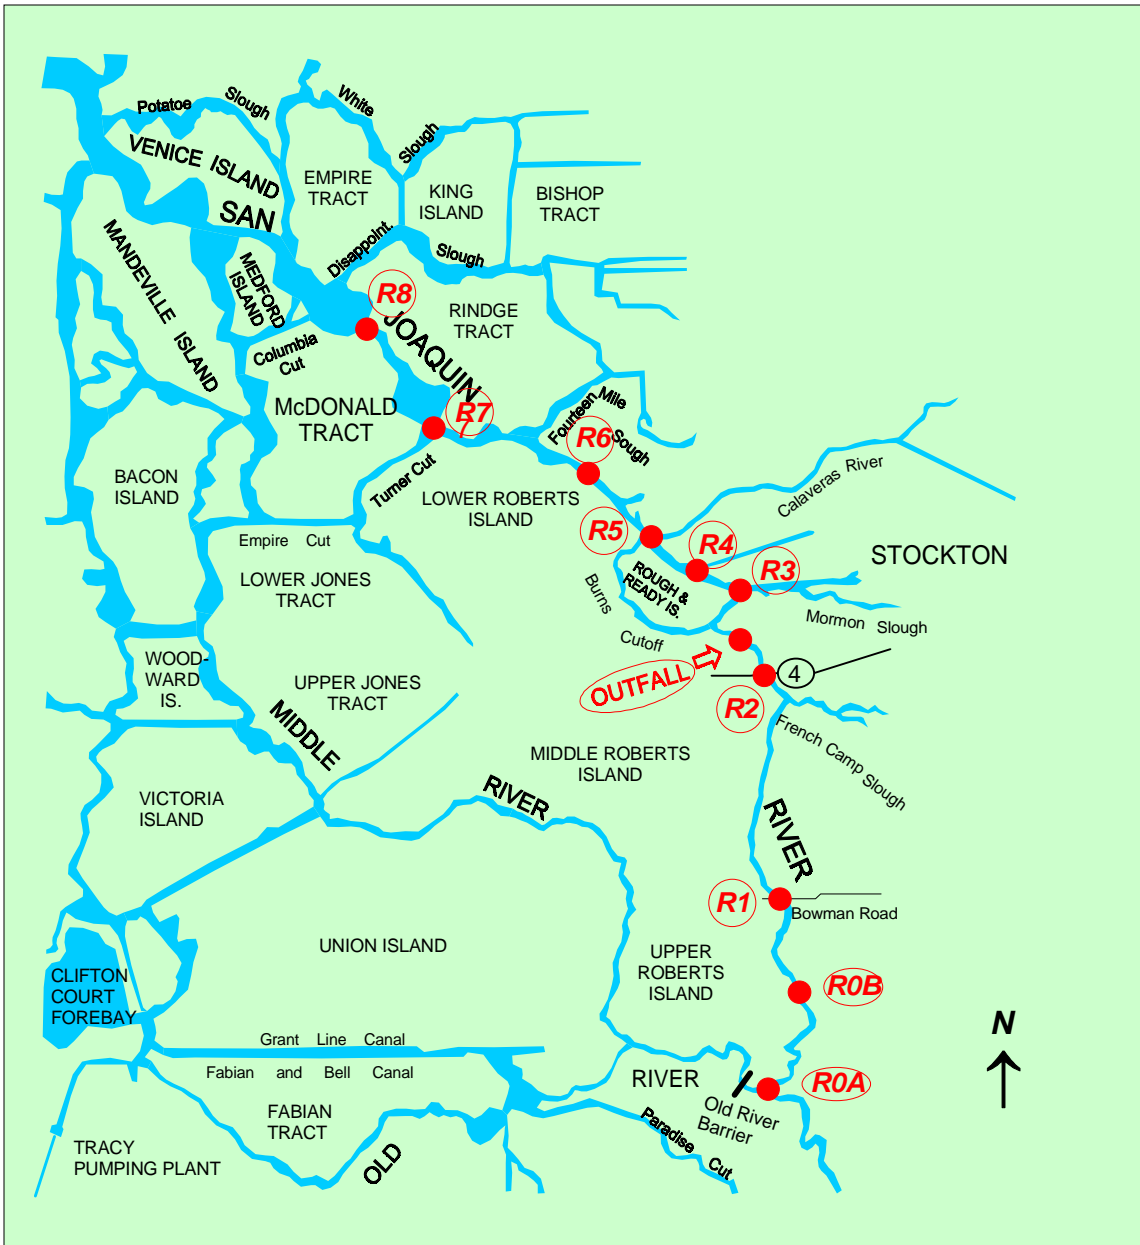 Potatoe Slough
White
Slough
VENICE ISLAND
EMPIRE
TRACT
KING
ISLAND
BISHOP
TRACT
SAN
MANDEVILLE ISLAND
MEDFORD
ISLAND
Disappoint.
Slough
R8
RINDGE
TRACT
JOAQUIN
Columbia
Cut
McDONALD
TRACT
R7
7
Fourteen Mile
Sough
R6
BACON
ISLAND
Turner Cut
LOWER ROBERTS
ISLAND
Calaveras River
R5
R4
STOCKTON
Empire Cut
R3
LOWER JONES
TRACT
ROUGH &
READY IS.
Burns
Cutoff
Mormon Slough
WOOD-
WARD
IS.
OUTFALL
4
UPPER JONES
TRACT
R2
French Camp Slough
MIDDLE
MIDDLE ROBERTS
ISLAND
RIVER
VICTORIA
ISLAND
RIVER
R1
Bowman Road
UNION ISLAND
UPPER
ROBERTS
ISLAND
CLIFTON
COURT
FOREBAY
R0B
N
Grant Line Canal
Fabian and Bell Canal
RIVER
R0A
Old River
Barrier
FABIAN
TRACT
Paradise Cut
OLD
TRACY
PUMPING PLANT